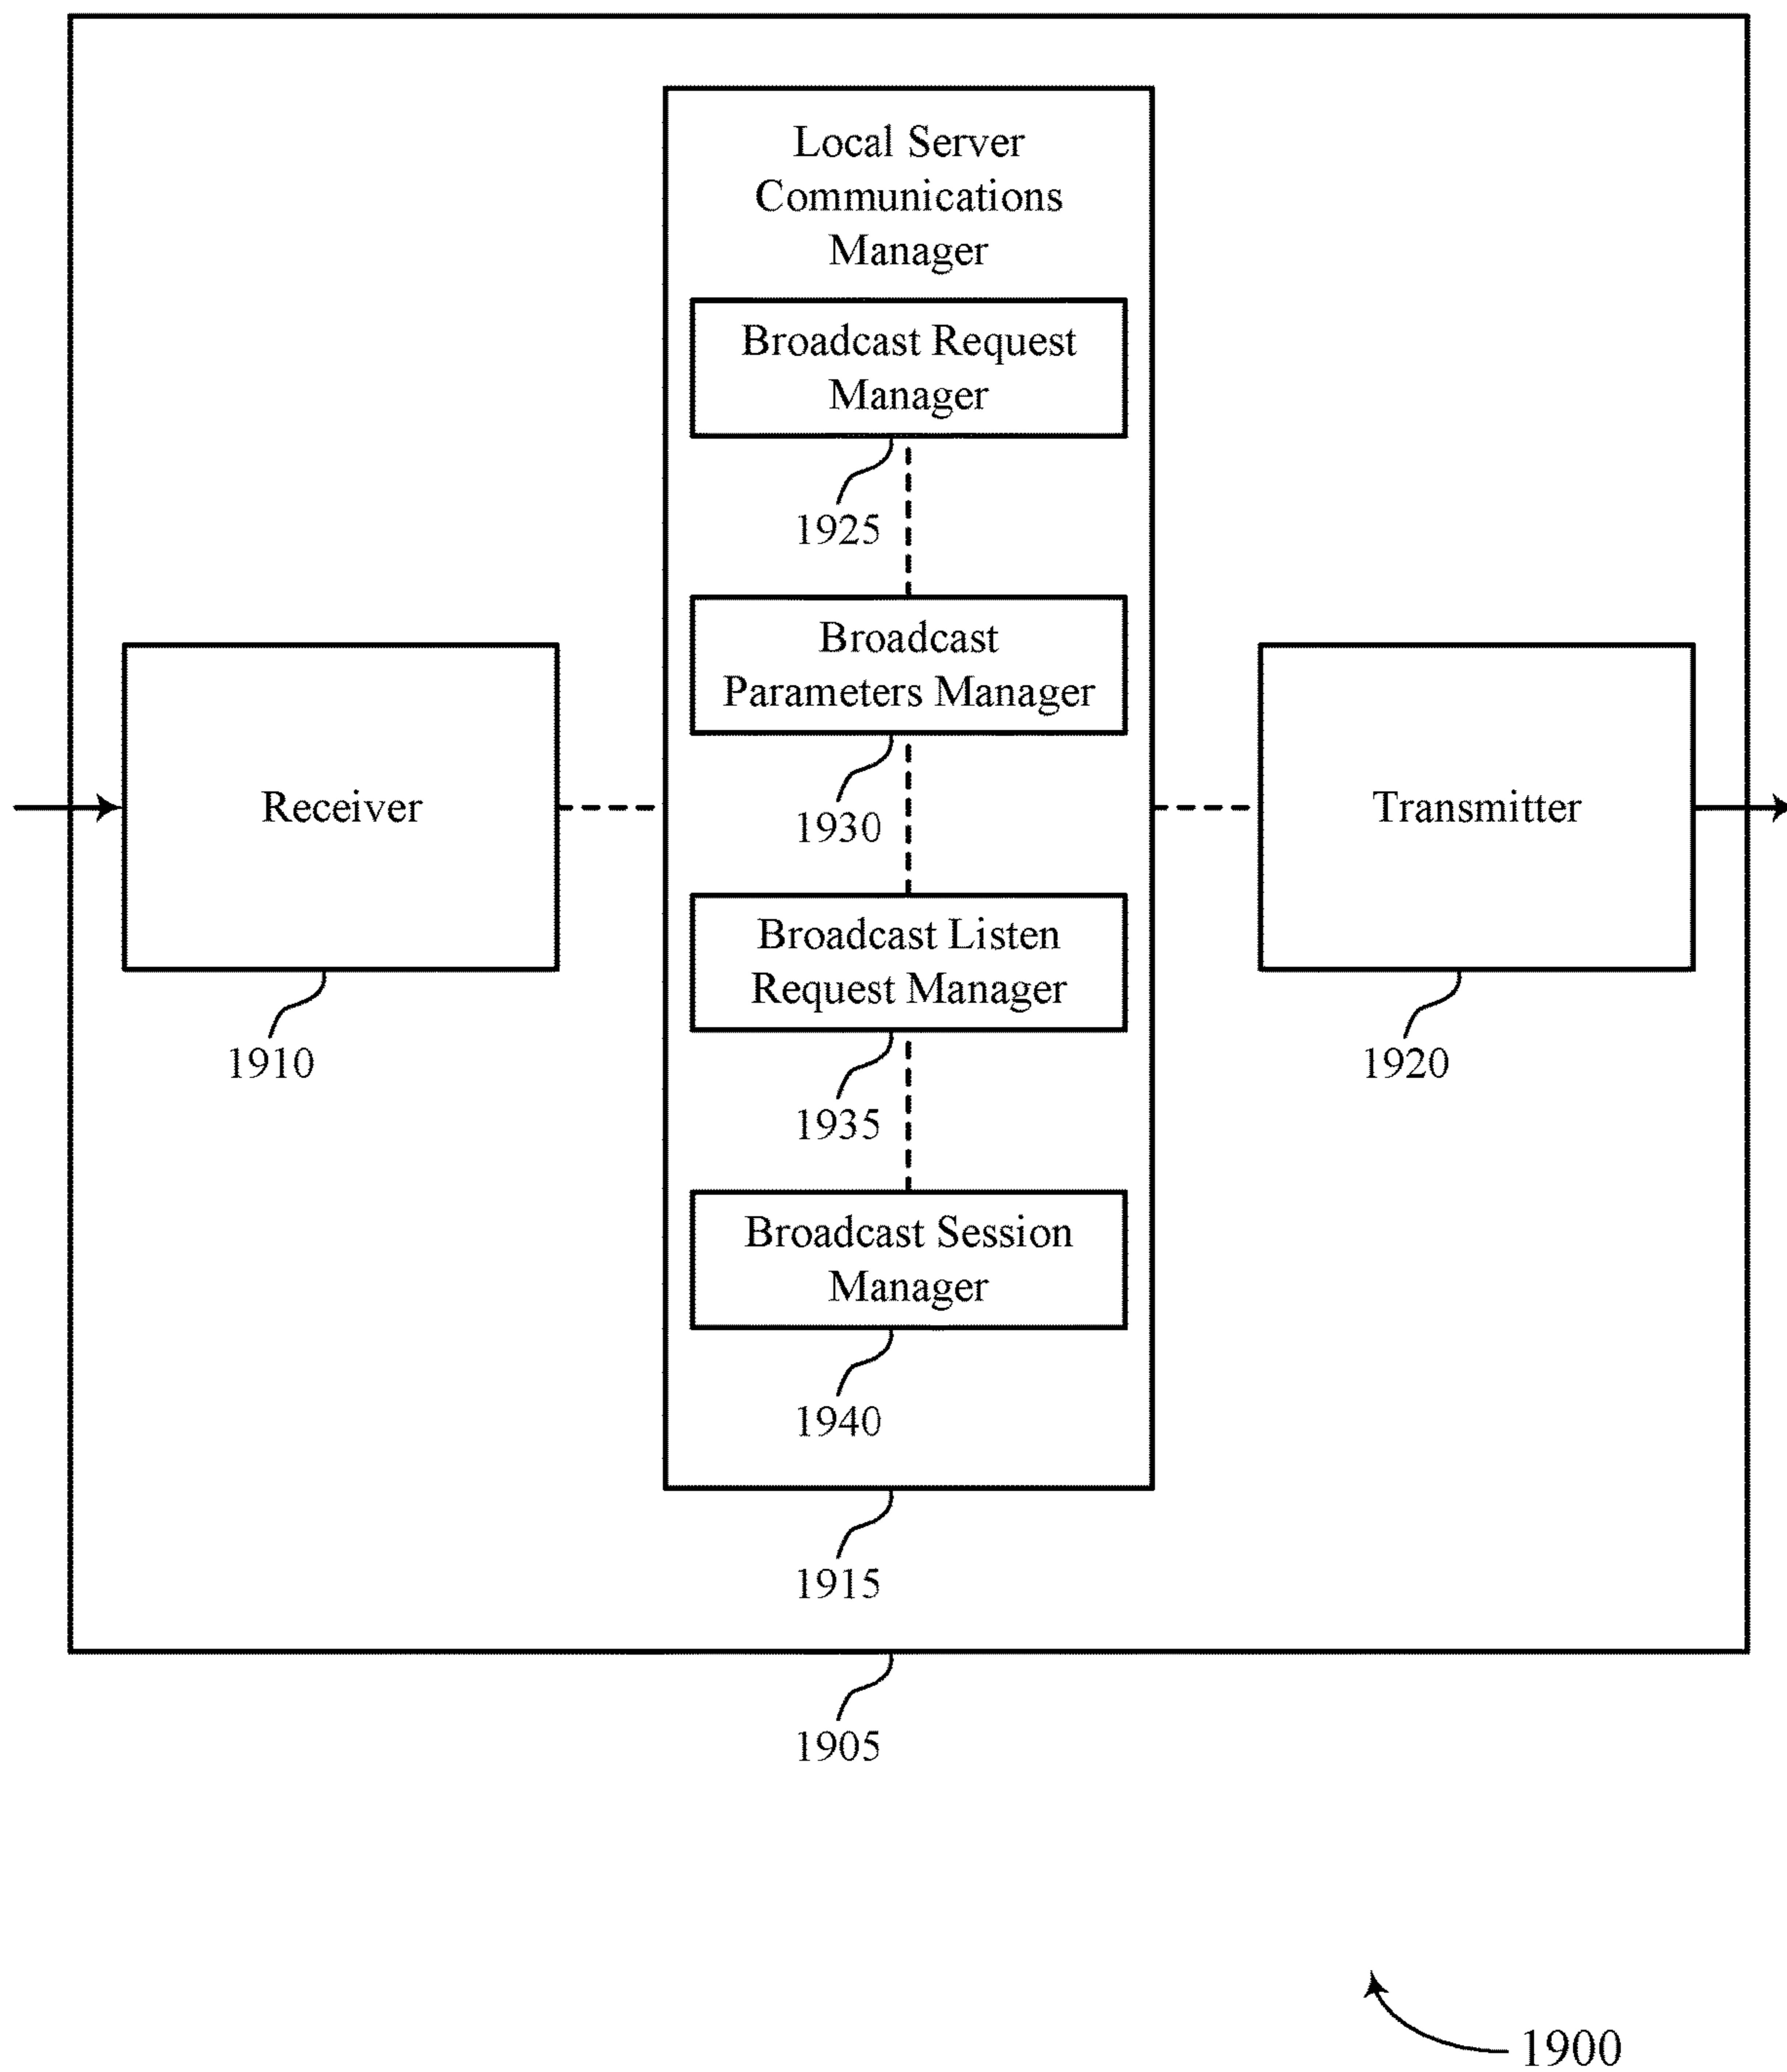 Local Server
Communications
Manager
Broadcast Request
Manager
1925
Broadcast
Parameters Manager
1930
Receiver
Transmitter
Broadcast Listen
Request Manager
1910
1920
1935
Broadcast Session
Manager
1940
1915
1905
1900